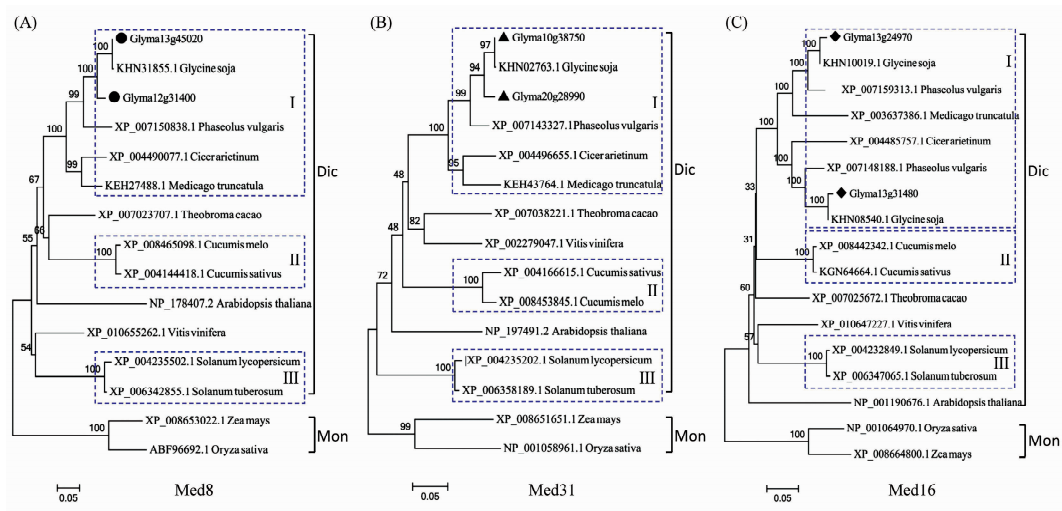 (A)
100
Glyma13g45020
100
KHN31855.1 Glycine soja
99
Glyma12g31400
I
100
XP_007150838.1 Phaseolus vulgaris
XP_004490077.1 Cicer arietinum
99
67
KEH27488.1 Medicago truncatula
Dic
XP_007023707.1 Theobroma cacao
66
55
XP_008465098.1 Cucumis melo
100
II
XP_004144418.1 Cucumis sativus
NP_178407.2 Arabidopsis thaliana
XP_010655262.1 Vitis vinifera
54
XP_004235502.1 Solanum lycopersicum
100
III
XP_006342855.1 Solanum tuberosum
XP_008653022.1 Zea mays
100
Mon
ABF96692.1 Oryza sativa
0.05
Med8
(B)
97
Glyma10g38750
94
KHN02763.1 Glycine soja
99
Glyma20g28990
I
100
XP_007143327.1 Phaseolus vulgaris
XP_004496655.1 Cicer arietinum
95
48
KEH43764.1 Medicago truncatula
Dic
XP_007038221.1 Theobroma cacao
82
48
XP_002279047.1 Vitis vinifera
XP_004166615.1 Cucumis sativus
100
II
72
XP_008453845.1 Cucumis melo
NP_197491.2 Arabidopsis thaliana
XP_004235202.1 Solanum lycopersicum
100
III
XP_006358189.1 Solanum tuberosum
XP_008651651.1 Zea mays
99
Mon
NP_001058961.1 Oryza sativa
0.05
Med31
(C)
100
Glyma13g24970
100
KHN10019.1 Glycine soja
I
100
XP_007159313.1 Phaseolus vulgaris
100
XP_003637386.1 Medicago truncatula
XP_004485757.1 Cicer arietinum
100
XP_007148188.1 Phaseolus vulgaris
33
100
Glyma13g31480
Dic
100
KHN08540.1 Glycine soja
31
XP_008442342.1 Cucumis melo
100
II
KGN64664.1 Cucumis sativus
60
XP_007025672.1 Theobroma cacao
XP_010647227.1 Vitis vinifera
57
XP_004232849.1 Solanum lycopersicum
100
III
XP_006347065.1 Solanum tuberosum
NP_001190676.1 Arabidopsis thaliana
NP_001064970.1 Oryza sativa
100
Mon
XP_008664800.1 Zea mays
0.05
Med16